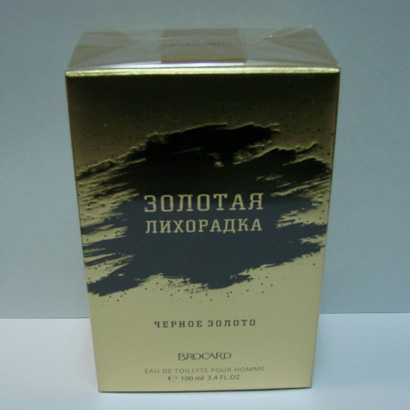 ЗОЛОТАЯ
ЛИХОРАДКА
ЧЕРНОЕ ЗОЛОТО
BROCARD
EAU DE TOILETTE POUR HOMME
℮ 100 ml 3.4 FL.OZ